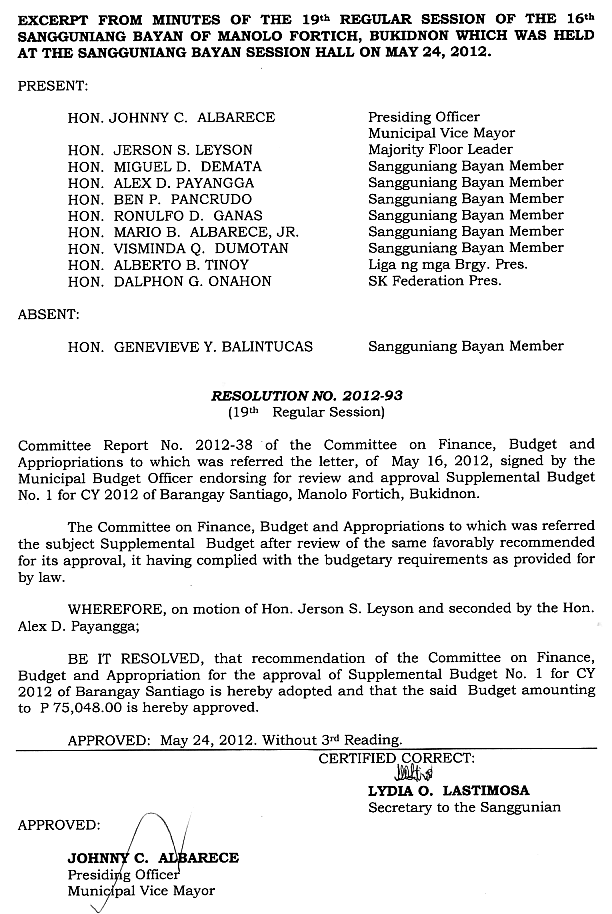 EXCERPT FROM MINUTES OF THE 19th REGULAR SESSION OF THE 16th
SANGGUNIANG BAYAN OF MANOLO FORTICH, BUKIDNON WHICH WAS HELD
AT THE SANGGUNIANG BAYAN SESSION HALL ON MAY 24, 2012.
PRESENT:
HON. JOHNNY C. ALBARECE Presiding Officer
Municipal Vice Mayor
HON. JERSON S. LEYSON Majority Floor Leader
HON. MIGUEL D. DEMATA Sangguniang Bayan Member
HON. ALEX D. PAYANGGA Sangguniang Bayan Member
HON. BEN P. PANCRUDO Sangguniang Bayan Member
HON. RONULFO D. GANAS Sangguniang Bayan Member
HON. MARIO B. ALBARECE, JR. Sangguniang Bayan Member
HON. VISMINDA Q. DUMOTAN Sangguniang Bayan Member
HON. ALBERTO B. TINOY Liga ng mga Brgy. Pres.
HON. DALPHON G. ONAHON SK Federation Pres.
ABSENT:
HON. GENEVIEVE Y. BALINTUCAS Sangguniang Bayan Member
RESOLUTION NO. 2012-93
(19th Regular Session)
Committee Report No. 2012-38 of the Committee on Finance, Budget and
Appriopriations to which was referred the letter, of May 16, 2012, signed by the
Municipal Budget Officer endorsing for review and approval Supplemental Budget
No. 1 for CY 2012 of Barangay Santiago, Manolo Fortich, Bukidnon.
The Committee on Finance, Budget and Appropriations to which was referred
the subject Supplemental Budget after review of the same favorably recommended
for its approval, it having complied with the budgetary requirements as provided for
by law.
WHEREFORE, on motion of Hon. Jerson S. Leyson and seconded by the Hon.
Alex D. Payangga;
BE IT RESOLVED, that recommendation of the Committee on Finance,
Budget and Appropriation for the approval of Supplemental Budget No. 1 for CY
2012 of Barangay Santiago is hereby adopted and that the said Budget amounting
to P 75,048.00 is hereby approved.
APPROVED: May 24, 2012. Without 3rd Reading.
CERTIFIED CORRECT:
LYDIA O. LASTIMOSA
Secretary to the Sanggunian
APPROVED:
JOHNNY C. ALBARECE
Presiding Officer
Municipal Vice Mayor